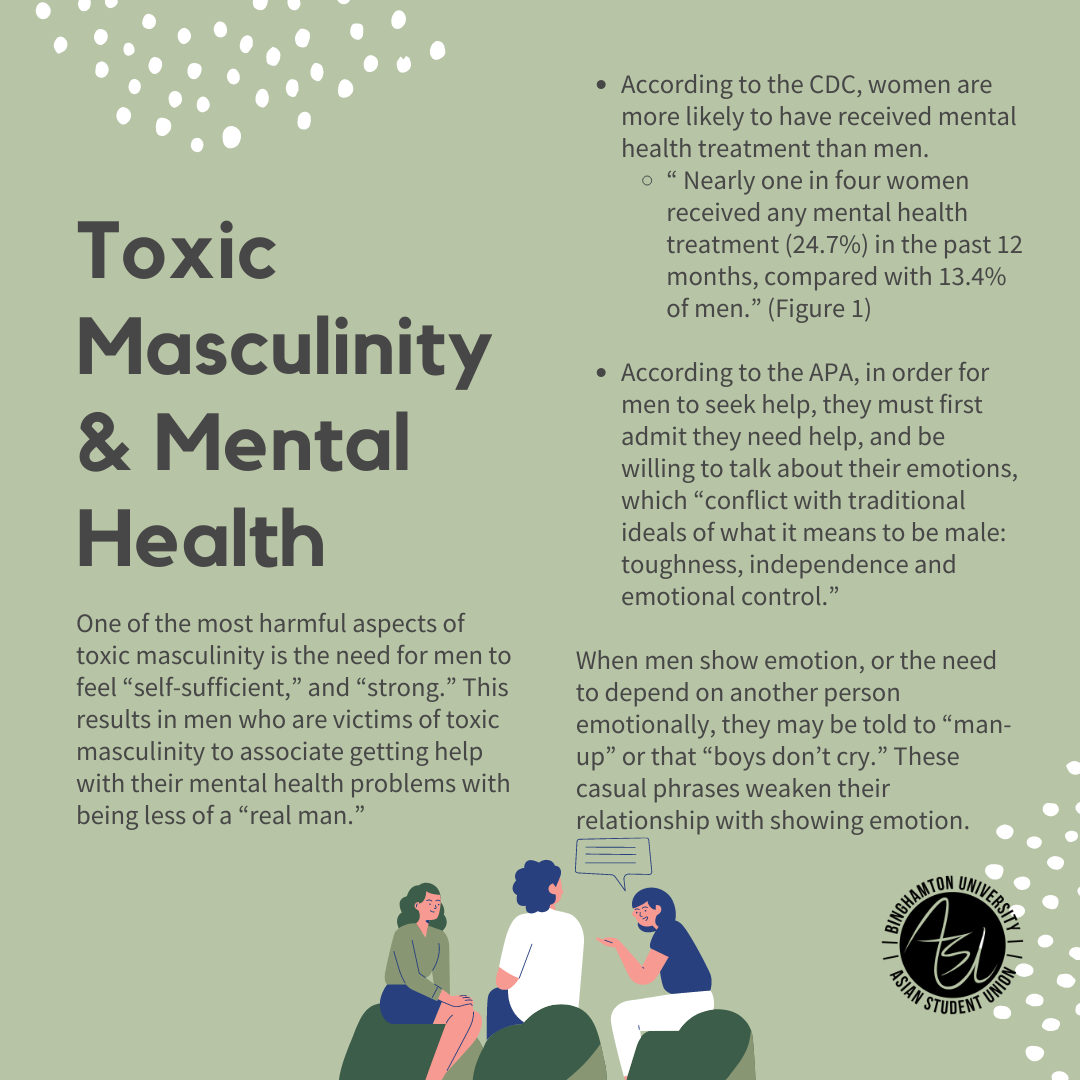 Toxic
Masculinity
& Mental
Health
One of the most harmful aspects of
toxic masculinity is the need for men to
feel “self-sufficient,” and “strong.” This
results in men who are victims of toxic
masculinity to associate getting help
with their mental health problems with
being less of a “real man.”
• According to the CDC, women are
more likely to have received mental
health treatment than men.
○ “ Nearly one in four women
received any mental health
treatment (24.7%) in the past 12
months, compared with 13.4%
of men.” (Figure 1)
• According to the APA, in order for
men to seek help, they must first
admit they need help, and be
willing to talk about their emotions,
which “conflict with traditional
ideals of what it means to be male:
toughness, independence and
emotional control.”
When men show emotion, or the need
to depend on another person
emotionally, they may be told to “man-
up” or that “boys don’t cry.” These
casual phrases weaken their
relationship with showing emotion.
BINGHAMTON UNIVERSITY
ASU
ASIAN STUDENT UNION